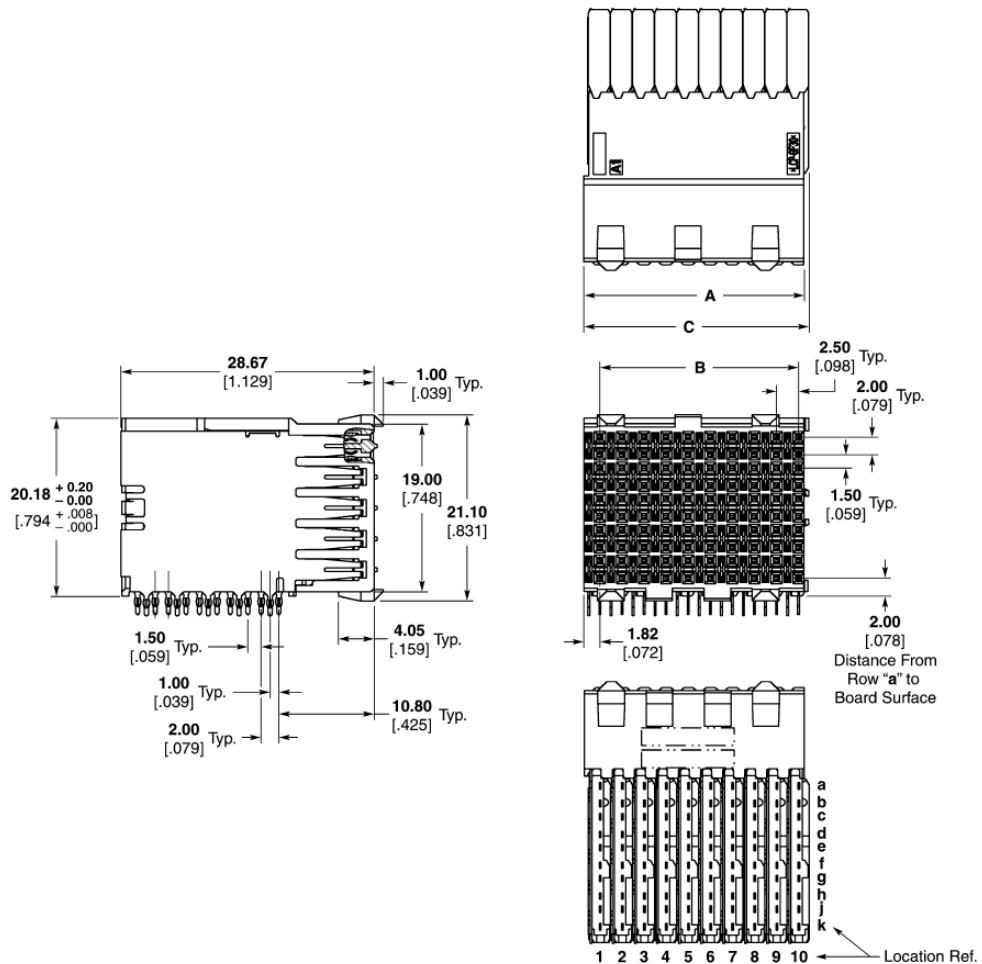 A1
LCP-GF30
A
C
2.50
[.098] Typ.
B
2.00
[.079] Typ.
28.67
[1.129]
1.00
[.039] Typ.
20.18 + 0.20
− 0.00
[.794 + .008
− .000]
19.00
[.748]
21.10
[.831]
1.50
[.059] Typ.
1.50
[.059] Typ.
4.05
[.159] Typ.
1.00
[.039] Typ.
10.80
[.425] Typ.
2.00
[.079] Typ.
1.82
[.072]
2.00
[.078]
Distance From
Row “a” to
Board Surface
a
b
c
d
e
f
g
h
j
k
1 2 3 4 5 6 7 8 9 10
Location Ref.